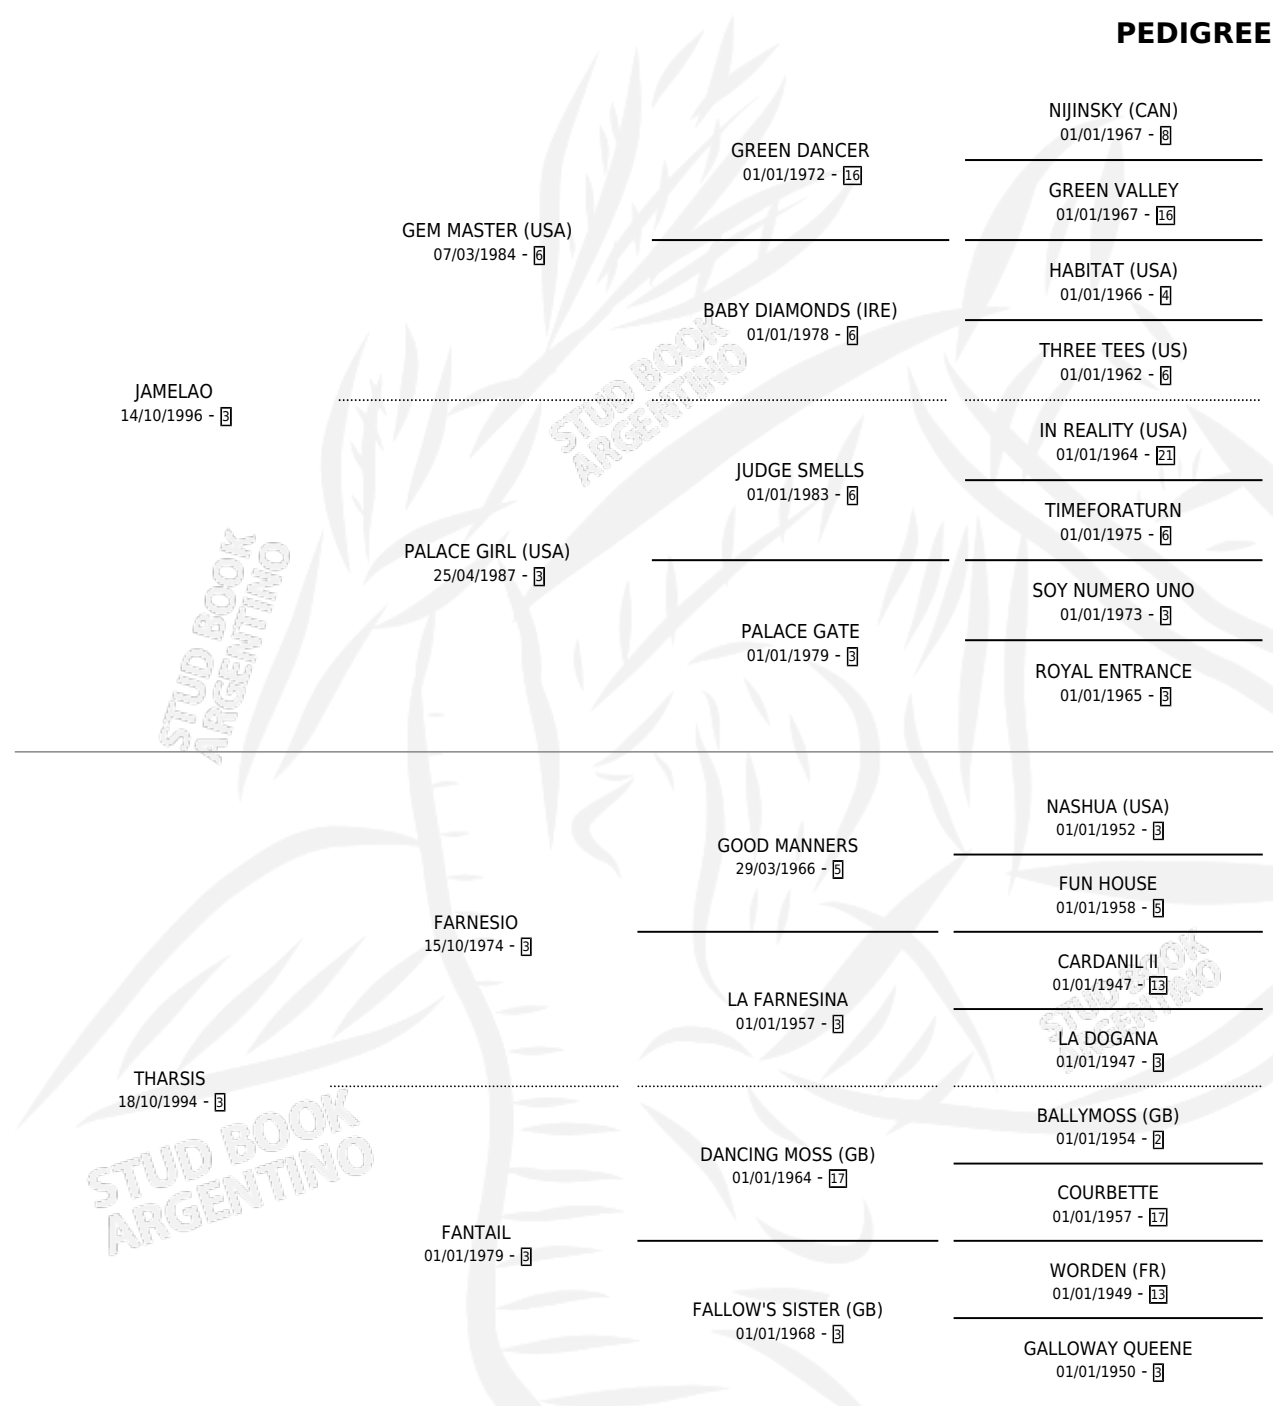 PEDIGREE
JAMELAO
14/10/1996 - 3
GEM MASTER (USA)
07/03/1984 - 6
PALACE GIRL (USA)
25/04/1987 - 3
GREEN DANCER
01/01/1972 - 16
BABY DIAMONDS (IRE)
01/01/1978 - 6
JUDGE SMELLS
01/01/1983 - 6
PALACE GATE
01/01/1979 - 3
NIJINSKY (CAN)
01/01/1967 - 8
GREEN VALLEY
01/01/1967 - 16
HABITAT (USA)
01/01/1966 - 4
THREE TEES (US)
01/01/1962 - 6
IN REALITY (USA)
01/01/1964 - 21
TIMEFORATURN
01/01/1975 - 6
SOY NUMERO UNO
01/01/1973 - 3
ROYAL ENTRANCE
01/01/1965 - 3
THARSIS
18/10/1994 - 3
FARNESIO
15/10/1974 - 3
FANTAIL
01/01/1979 - 3
GOOD MANNERS
29/03/1966 - 5
LA FARNESINA
01/01/1957 - 3
DANCING MOSS (GB)
01/01/1964 - 17
FALLOW'S SISTER (GB)
01/01/1968 - 3
NASHUA (USA)
01/01/1952 - 3
FUN HOUSE
01/01/1958 - 5
CARDANIL II
01/01/1947 - 13
LA DOGANA
01/01/1947 - 3
BALLYMOSS (GB)
01/01/1954 - 2
COURBETTE
01/01/1957 - 17
WORDEN (FR)
01/01/1949 - 13
GALLOWAY QUEENE
01/01/1950 - 3
STUD BOOK
ARGENTINO
STUD BOOK
ARGENTINO
STUD BOOK
ARGENTINO
STUD BOOK
ARGENTINO